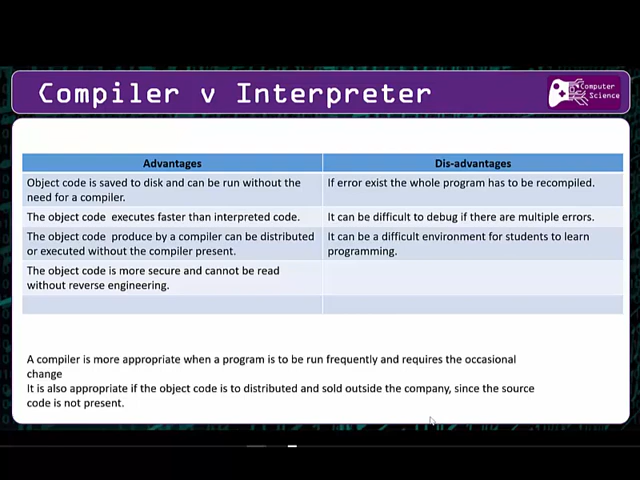 Compiler v Interpreter
Computer
Science
Advantages
Dis-advantages
Object code is saved to disk and can be run without the
need for a compiler.
If error exist the whole program has to be recompiled.
The object code executes faster than interpreted code.
It can be difficult to debug if there are multiple errors.
The object code produce by a compiler can be distributed
or executed without the compiler present.
It can be a difficult environment for students to learn
programming.
The object code is more secure and cannot be read
without reverse engineering.
A compiler is more appropriate when a program is to be run frequently and requires the occasional
change
It is also appropriate if the object code is to distributed and sold outside the company, since the source
code is not present.